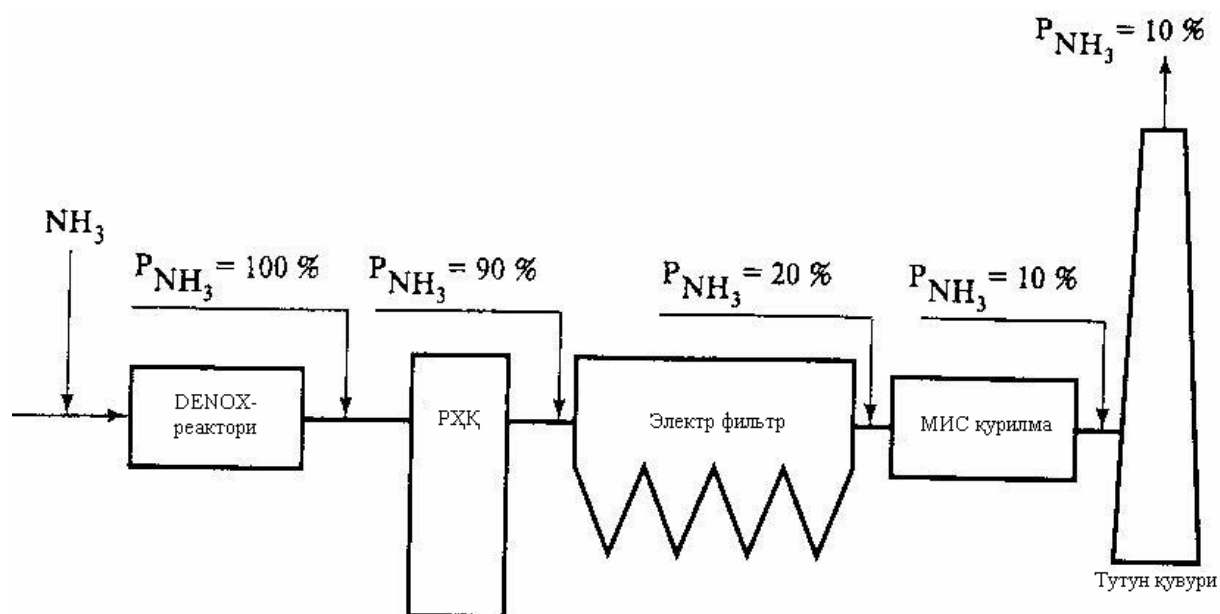 P_NH₃ = 10 %
NH₃
P_NH₃ = 100 %
P_NH₃ = 90 %
P_NH₃ = 20 %
P_NH₃ = 10 %
DENOX-
реактори
РҲҚ
Электр фильтр
МИС қурилма
Тутун қувури